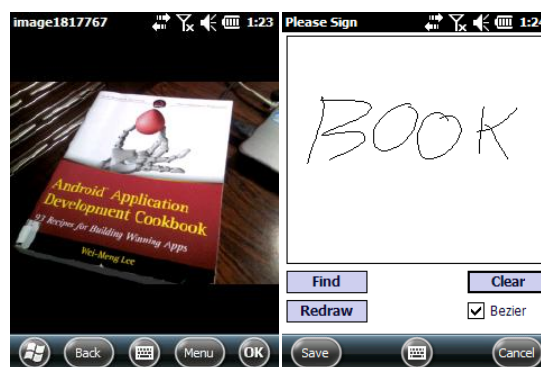 image1817767 1:23
Android Application
Development Cookbook
93 Recipes for Building Winning Apps
Wei-Meng Lee
Back Menu OK
Please Sign 1:24
BOOK
Find Clear
Redraw Bezier
Save Cancel